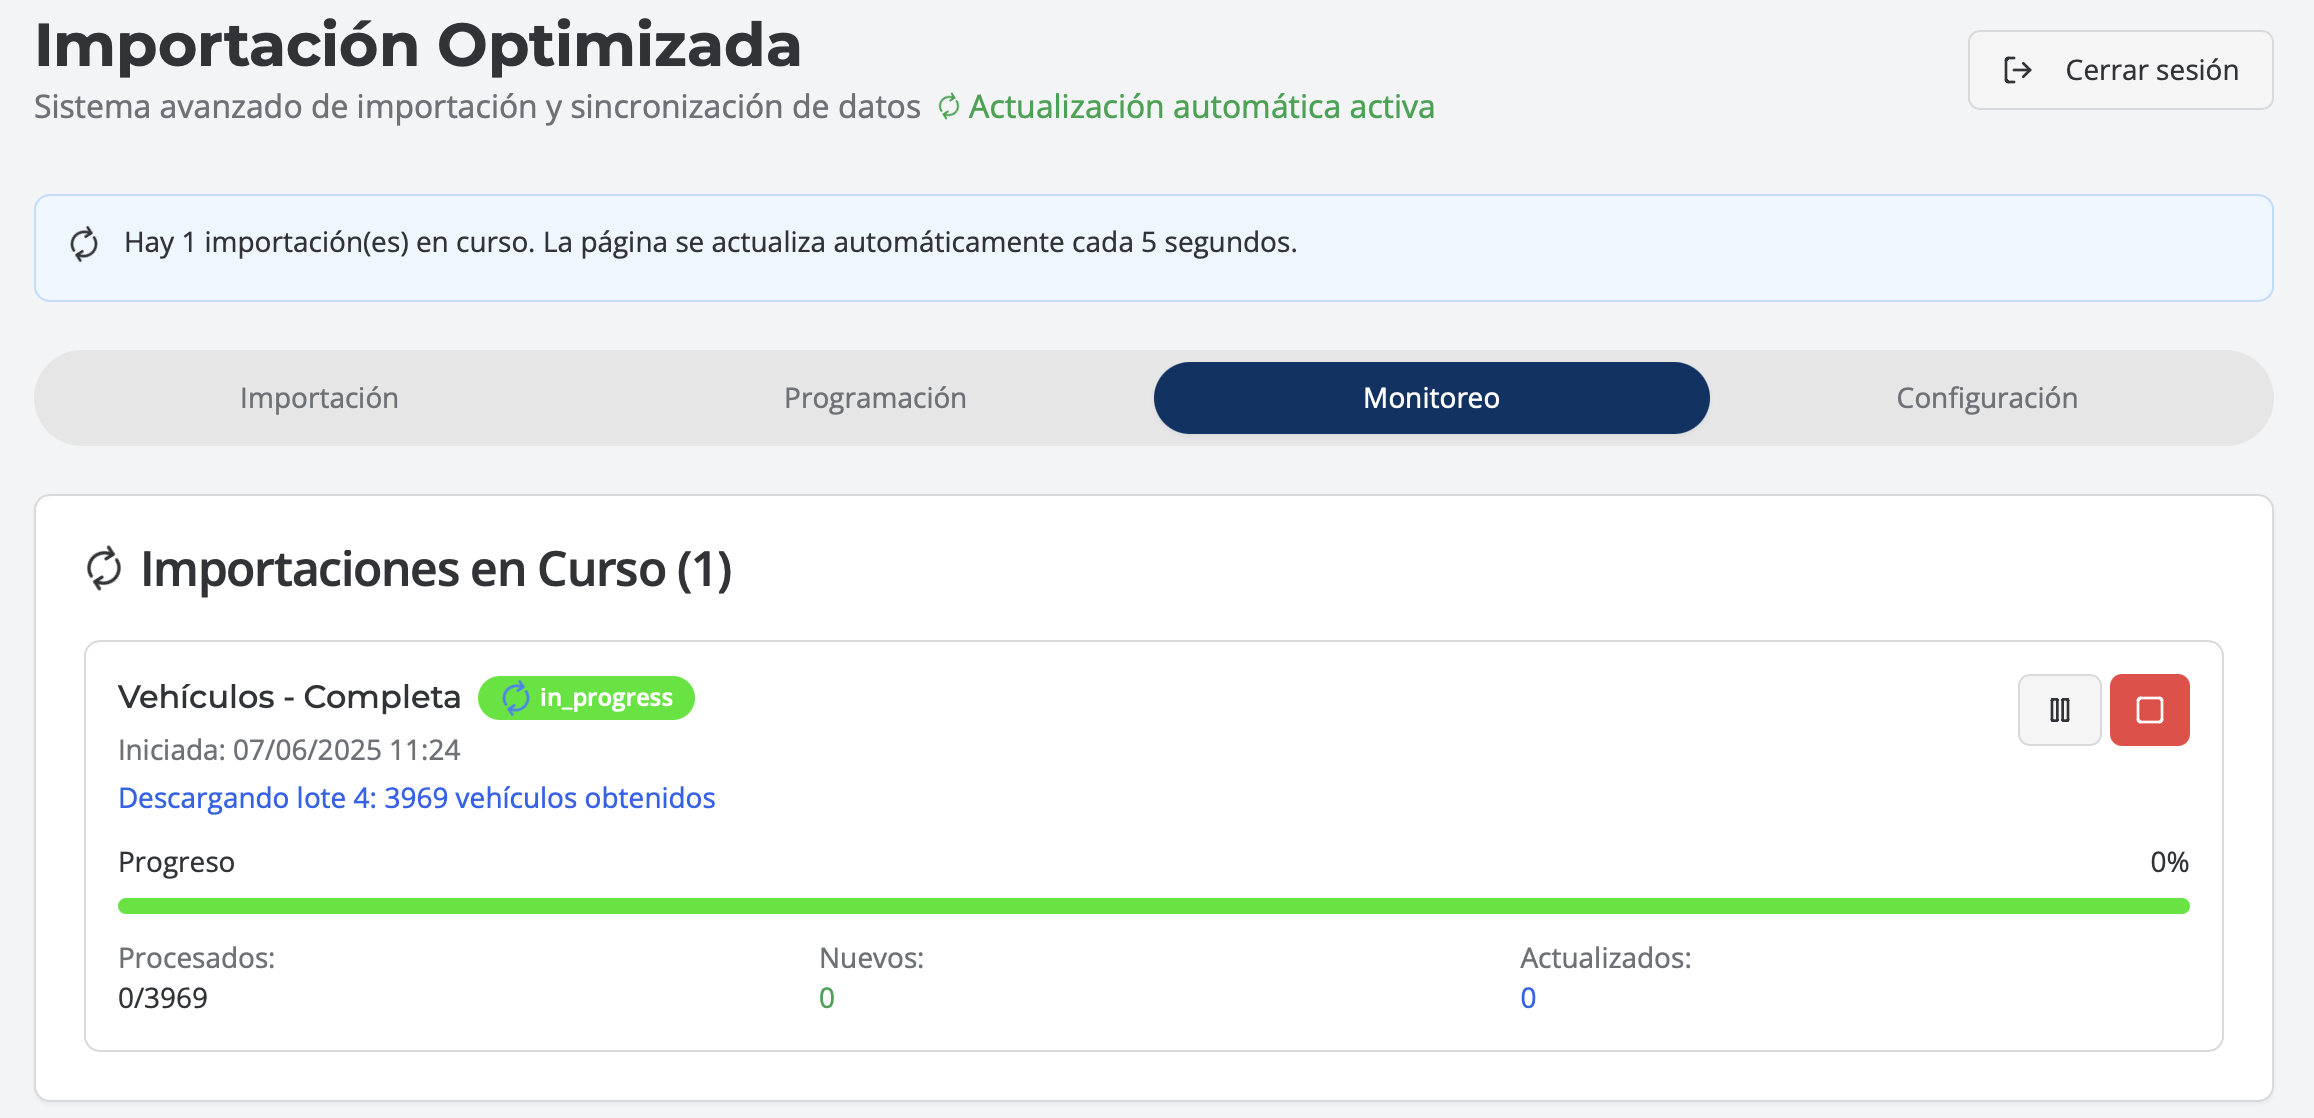 Importación Optimizada
Cerrar sesión
Sistema avanzado de importación y sincronización de datos Actualización automática activa
Hay 1 importación(es) en curso. La página se actualiza automáticamente cada 5 segundos.
Importación Programación Monitoreo Configuración
Importaciones en Curso (1)
Vehículos - Completa in_progress
Iniciada: 07/06/2025 11:24
Descargando lote 4: 3969 vehículos obtenidos
Progreso 0%
Procesados: Nuevos: Actualizados:
0/3969 0 0